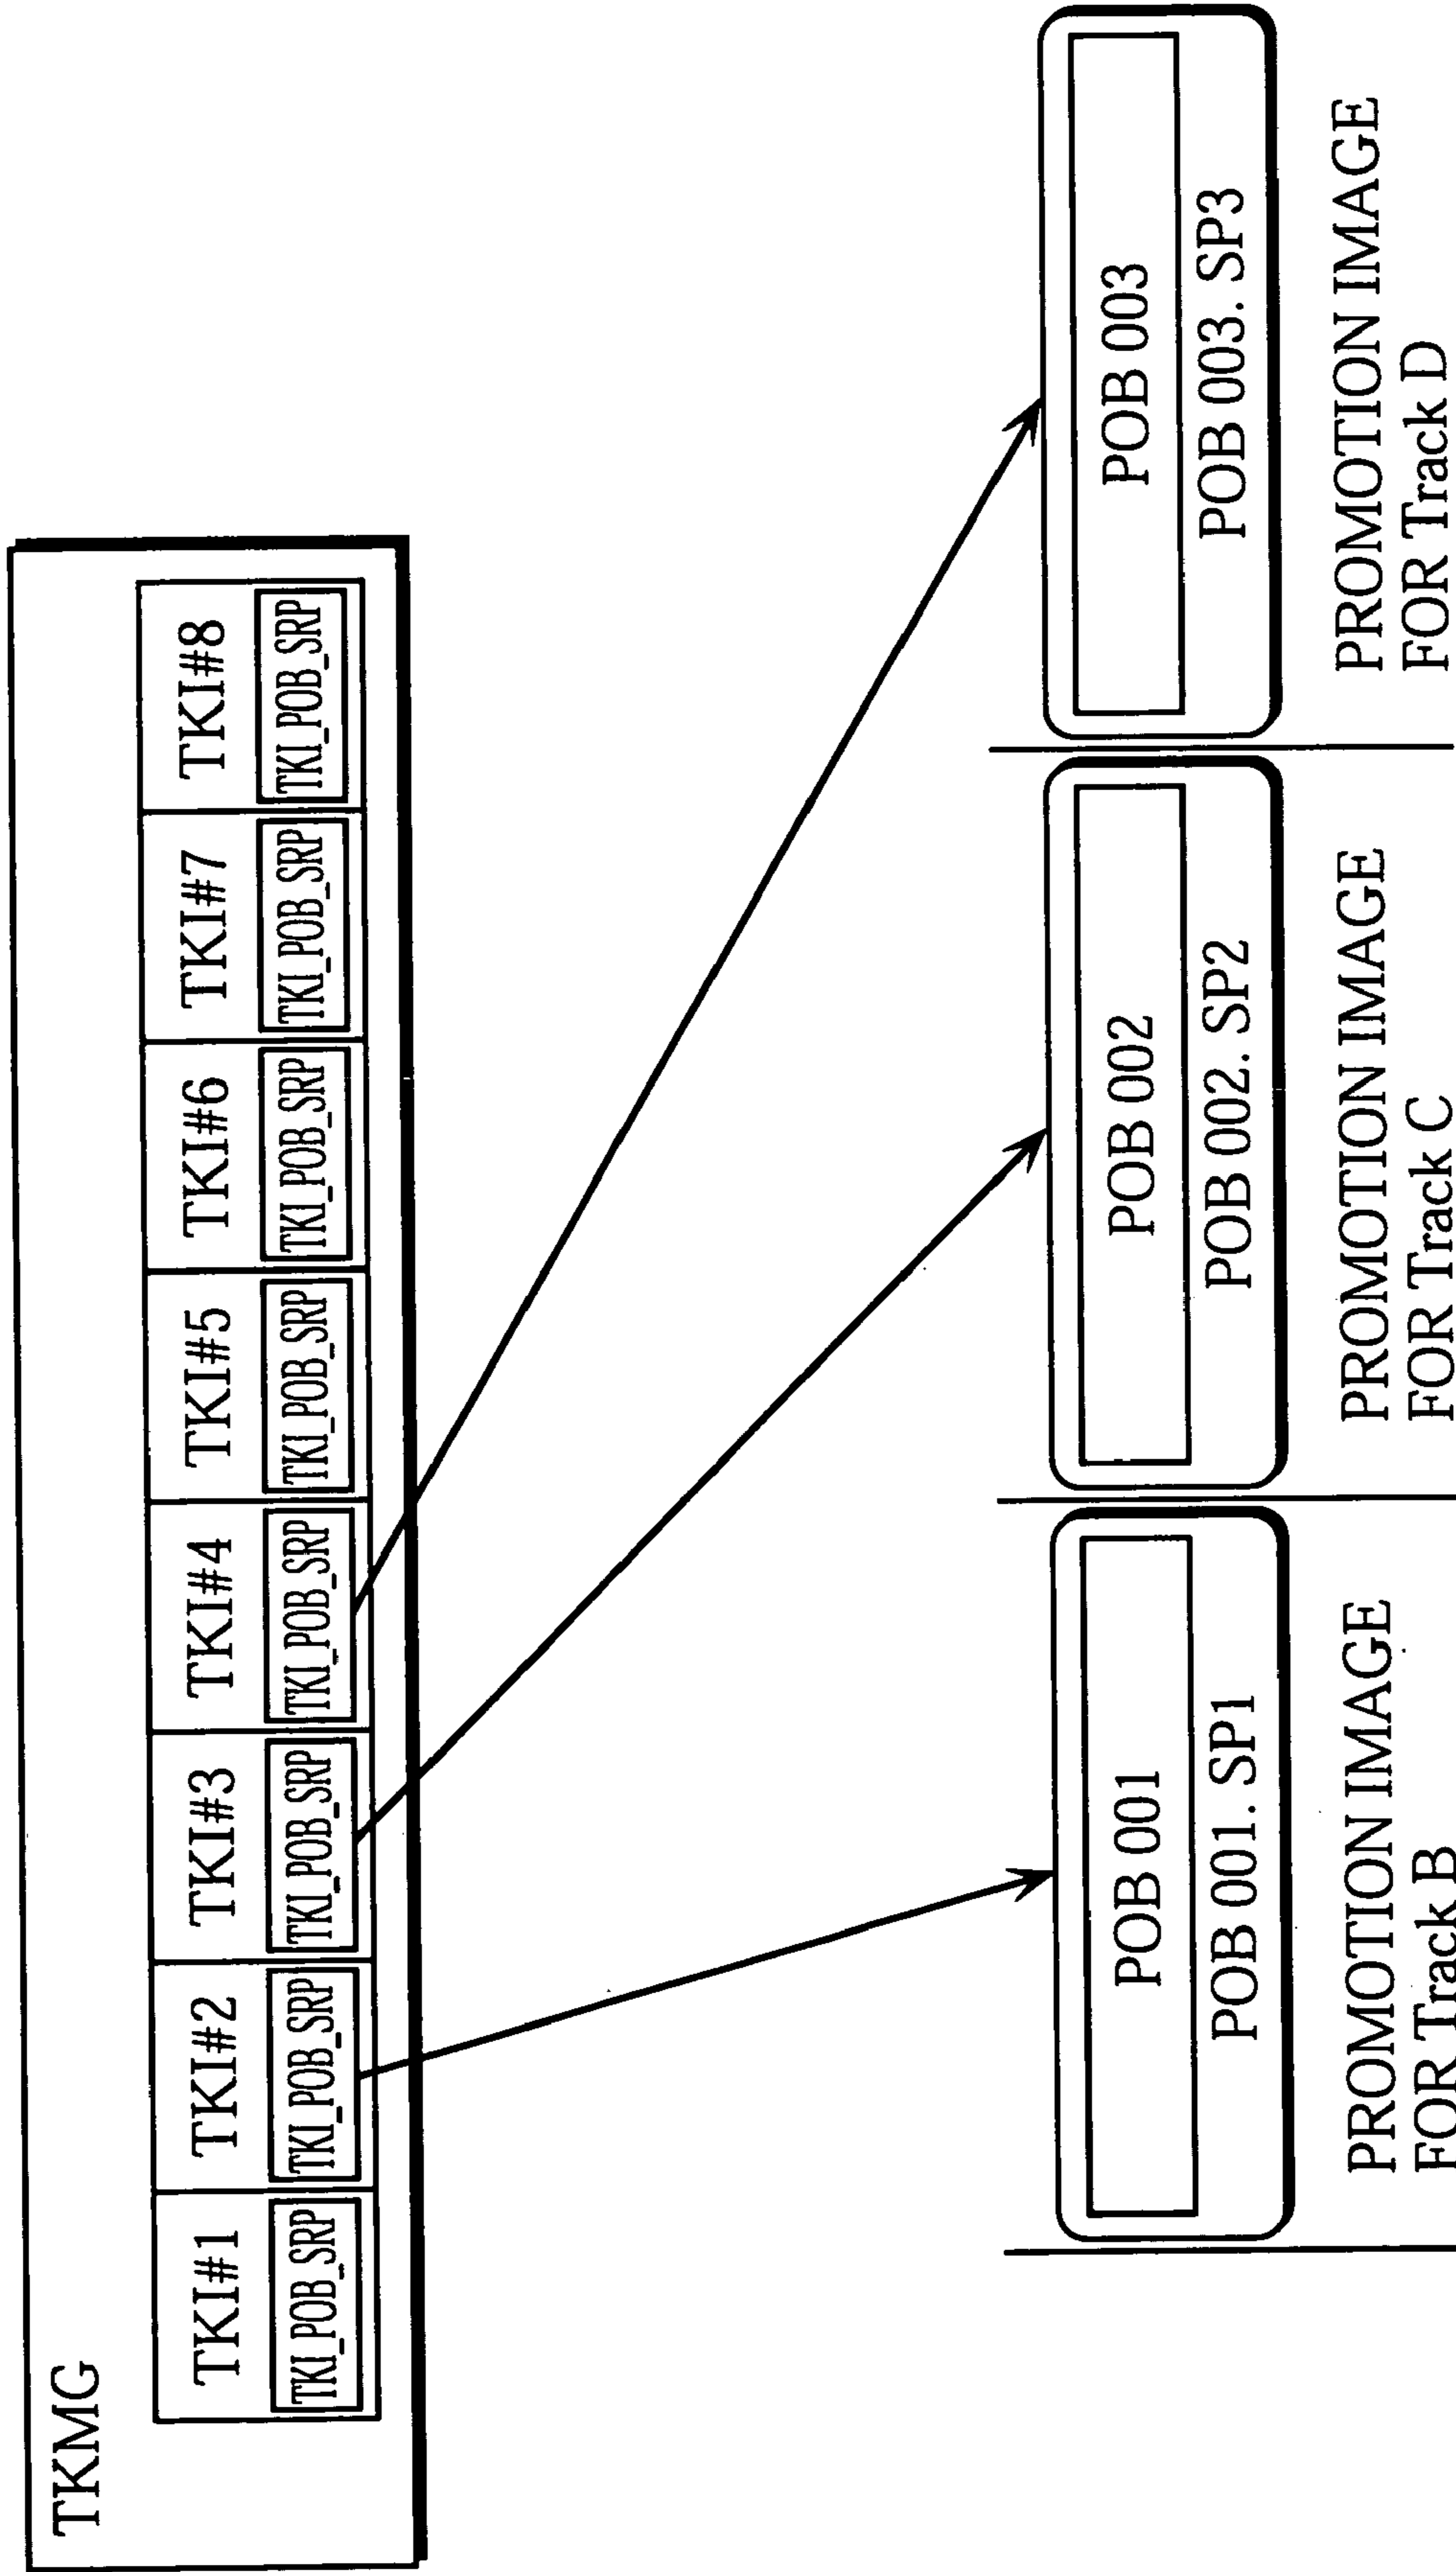 TKMG
TKI#1
TKI#2
TKI#3
TKI#4
TKI#5
TKI#6
TKI#7
TKI#8
TKI_POB_SRP
TKI_POB_SRP
TKI_POB_SRP
TKI_POB_SRP
TKI_POB_SRP
TKI_POB_SRP
TKI_POB_SRP
TKI_POB_SRP
POB 001
POB 001. SP1
PROMOTION IMAGE
FOR Track B
POB 002
POB 002. SP2
PROMOTION IMAGE
FOR Track C
POB 003
POB 003. SP3
PROMOTION IMAGE
FOR Track D